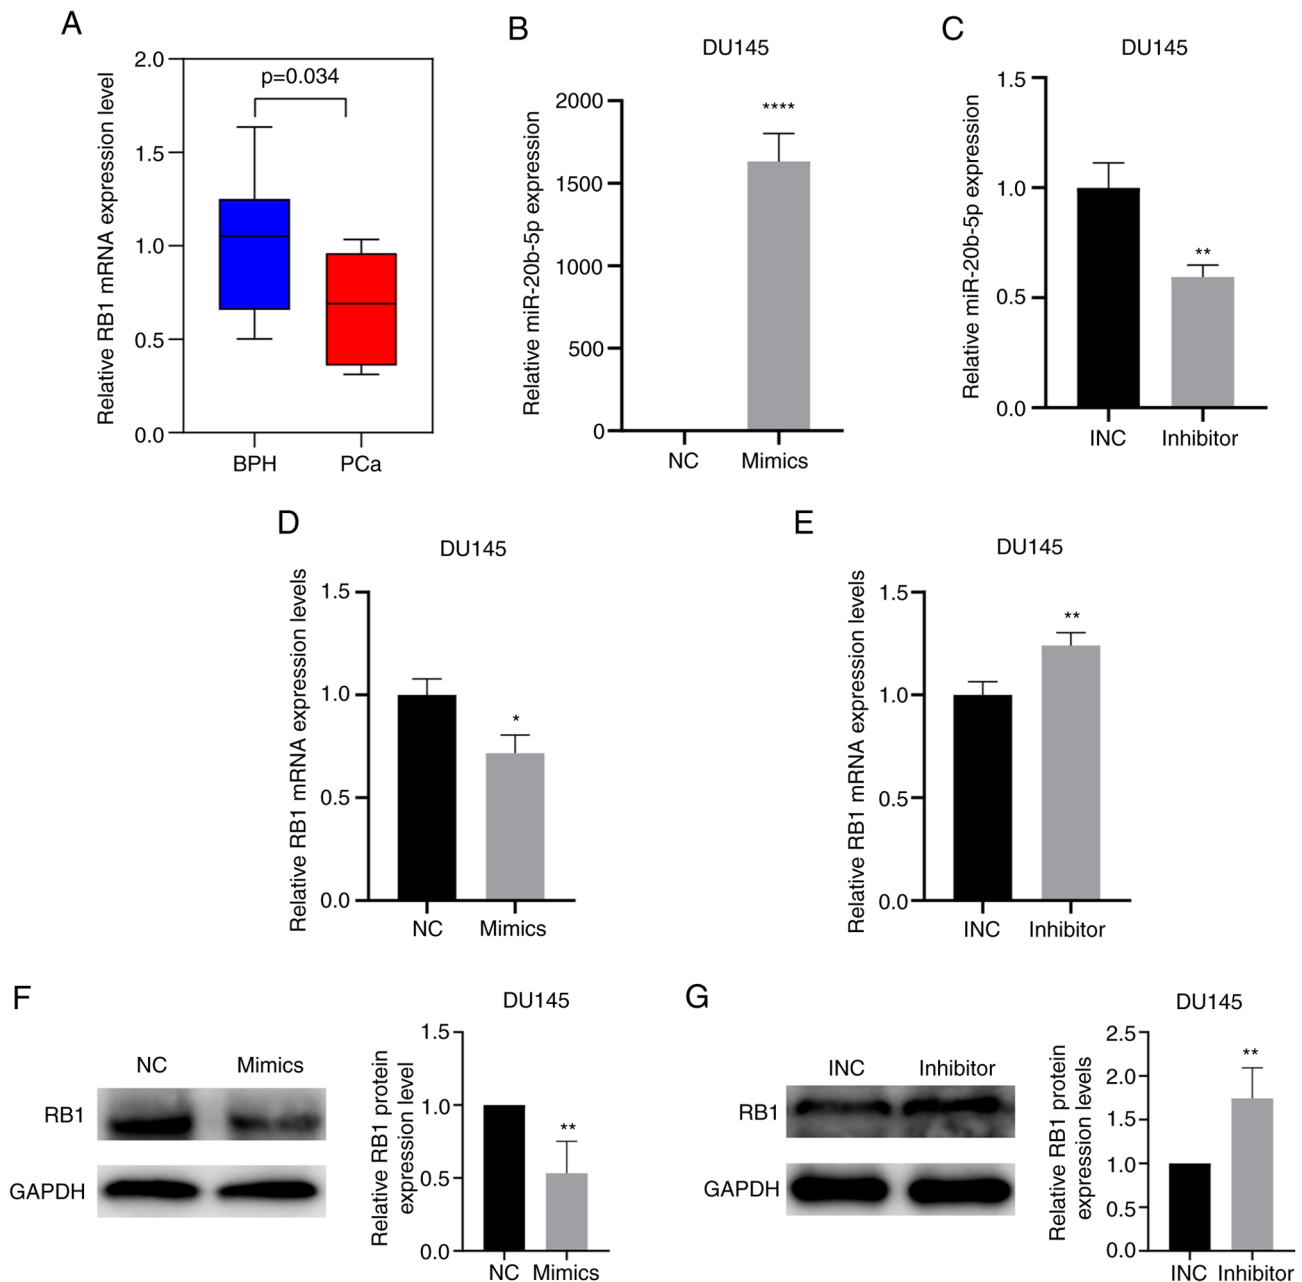 A
Relative RB1 mRNA expression level
2.0
1.5
1.0
0.5
0.0
p=0.034
BPH
PCa
B
DU145
Relative miR-20b-5p expression
2000
1500
1000
500
0
****
NC
Mimics
C
DU145
Relative miR-20b-5p expression
1.5
1.0
0.5
0.0
**
INC
Inhibitor
D
DU145
Relative RB1 mRNA expression levels
1.5
1.0
0.5
0.0
*
NC
Mimics
E
DU145
Relative RB1 mRNA expression levels
1.5
1.0
0.5
0.0
**
INC
Inhibitor
F
NC
Mimics
RB1
GAPDH
DU145
Relative RB1 protein
expression level
1.5
1.0
0.5
0.0
**
NC
Mimics
G
INC
Inhibitor
RB1
GAPDH
DU145
Relative RB1 protein
expression levels
2.5
2.0
1.5
1.0
0.5
0.0
**
INC
Inhibitor